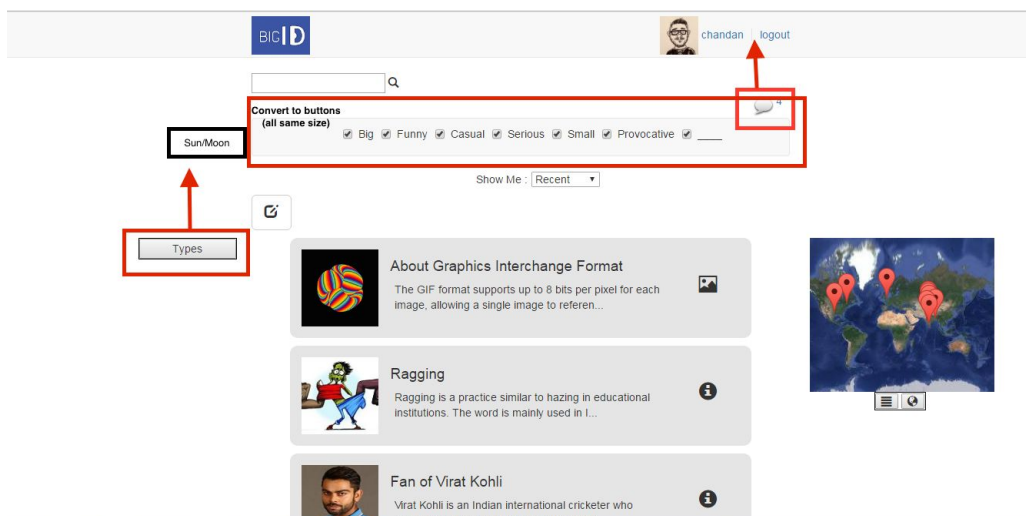 BIG ID
chandan logout
4
Convert to buttons
(all same size)
Big Funny Casual Serious Small Provocative ____
Sun/Moon
Show Me : Recent
Types
About Graphics Interchange Format
The GIF format supports up to 8 bits per pixel for each
image, allowing a single image to referen...
Ragging
Ragging is a practice similar to hazing in educational
institutions. The word is mainly used in I...
Fan of Virat Kohli
Virat Kohli is an Indian international cricketer who